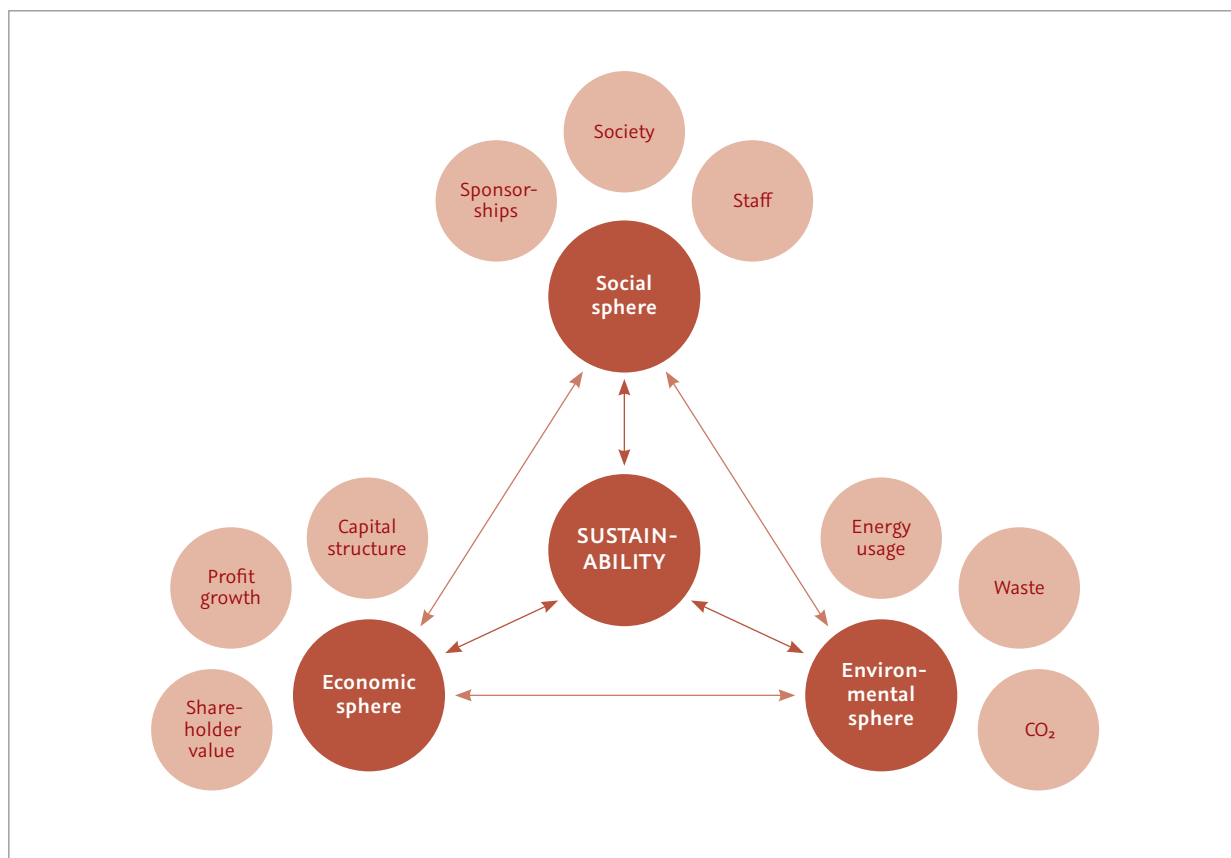 Society
Sponsor-
ships
Staff
Social
sphere
Capital
structure
Energy
usage
SUSTAIN-
ABILITY
Profit
growth
Waste
Economic
sphere
Environ-
mental
sphere
Share-
holder
value
CO₂